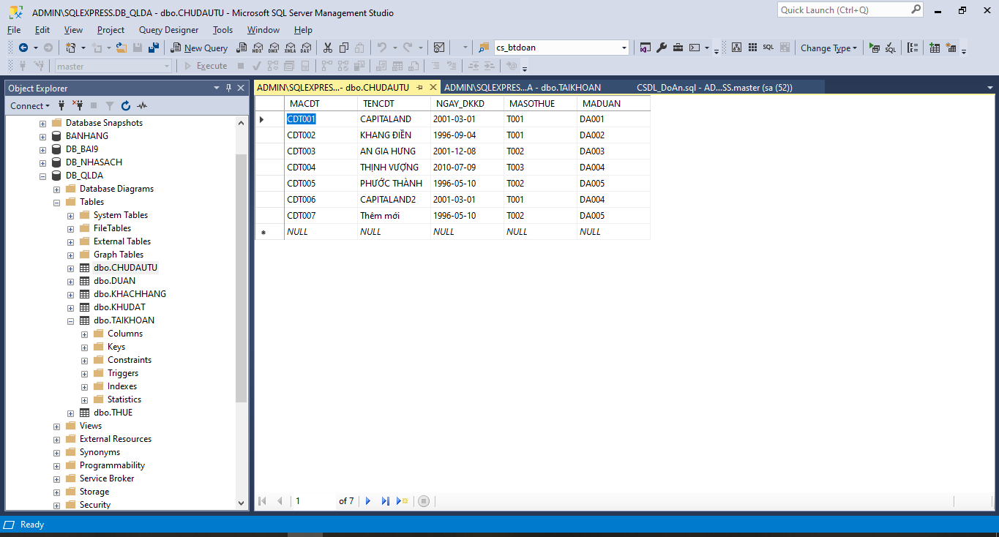 ADMIN\SQLEXPRESS.DB_QLDA - dbo.CHUDAUTU - Microsoft SQL Server Management Studio
Quick Launch (Ctrl+Q)
File Edit View Project Query Designer Tools Window Help
New Query MDX DMX XMLA DAX cs_btdoan SQL Change Type SQL
master Execute
Object Explorer
Connect
Database Snapshots
BANHANG
DB_BAI9
DB_NHASACH
DB_QLDA
Database Diagrams
Tables
System Tables
FileTables
External Tables
Graph Tables
dbo.CHUDAUTU
dbo.DUAN
dbo.KHACHHANG
dbo.KHUDAT
dbo.TAIKHOAN
Columns
Keys
Constraints
Triggers
Indexes
Statistics
dbo.THUE
Views
External Resources
Synonyms
Programmability
Service Broker
Storage
Security
ADMIN\SQLEXPRES...- dbo.CHUDAUTU ADMIN\SQLEXPRES...A - dbo.TAIKHOAN CSDL_DoAn.sql - AD...SS.master (sa (52))
MACDT TENCDT NGAY_DKKD MASOTHUE MADUAN
CDT001 CAPITALAND 2001-03-01 T001 DA001
CDT002 KHANG ĐIỀN 1996-09-04 T001 DA002
CDT003 AN GIA HƯNG 2001-12-08 T002 DA003
CDT004 THỊNH VƯỢNG 2010-07-09 T003 DA004
CDT005 PHƯỚC THÀNH 1996-05-10 T002 DA005
CDT006 CAPITALAND2 2001-03-01 T001 DA004
CDT007 Thêm mới 1996-05-10 T002 DA005
NULL NULL NULL NULL NULL
1 of 7
Ready